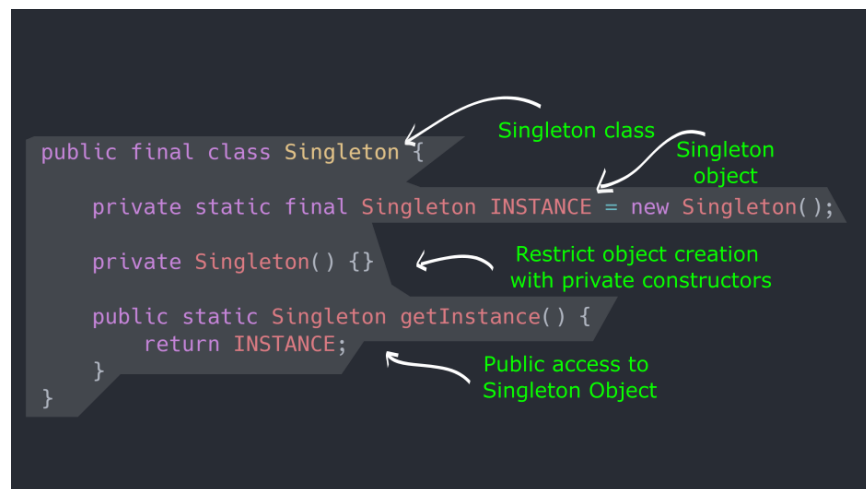 Singleton class
public final class Singleton {
Singleton
object
private static final Singleton INSTANCE = new Singleton();
private Singleton() {}
Restrict object creation
with private constructors
public static Singleton getInstance() {
return INSTANCE;
}
Public access to
Singleton Object
}